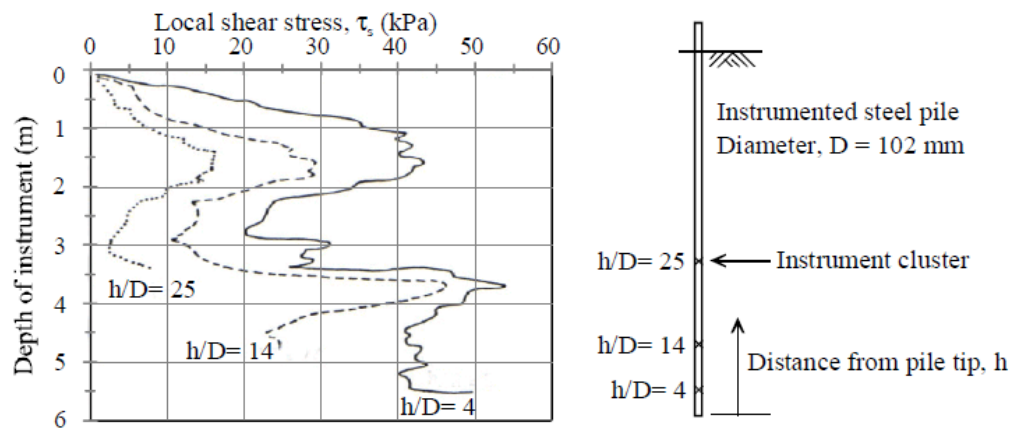 Local shear stress, τs (kPa)
0 10 20 30 40 50 60
Depth of instrument (m)
0
1
2
3
4
5
6
h/D= 25
h/D= 14
h/D= 4
Instrumented steel pile
Diameter, D = 102 mm
h/D= 25
Instrument cluster
h/D= 14
Distance from pile tip, h
h/D= 4